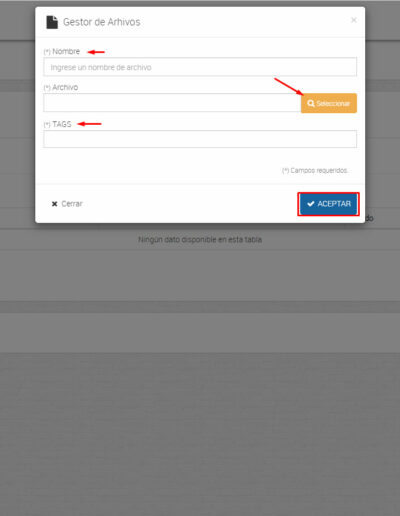 Gestor de Arhivos
×
(*) Nombre
Ingrese un nombre de archivo
(*) Archivo
Seleccionar
(*) TAGS
(*) Campos requeridos.
Cerrar
ACEPTAR
do
Ningún dato disponible en esta tabla